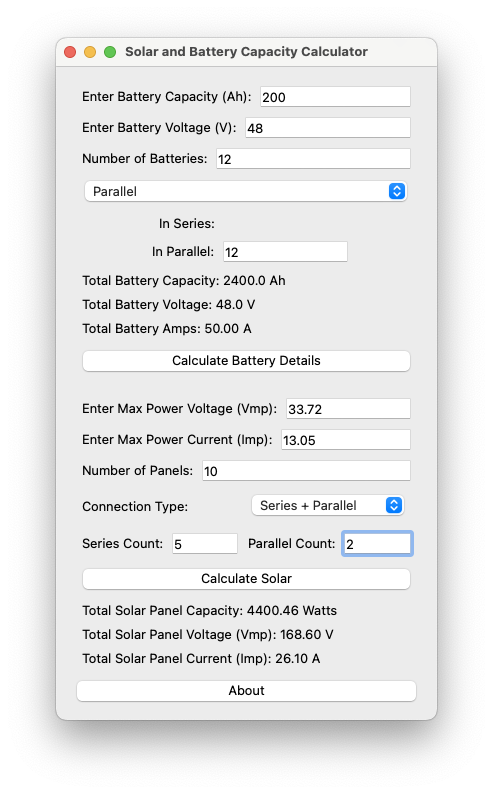 Solar and Battery Capacity Calculator
Enter Battery Capacity (Ah): 200
Enter Battery Voltage (V): 48
Number of Batteries: 12
Parallel
In Series:
In Parallel: 12
Total Battery Capacity: 2400.0 Ah
Total Battery Voltage: 48.0 V
Total Battery Amps: 50.00 A
Calculate Battery Details
Enter Max Power Voltage (Vmp): 33.72
Enter Max Power Current (Imp): 13.05
Number of Panels: 10
Connection Type: Series + Parallel
Series Count: 5 Parallel Count: 2
Calculate Solar
Total Solar Panel Capacity: 4400.46 Watts
Total Solar Panel Voltage (Vmp): 168.60 V
Total Solar Panel Current (Imp): 26.10 A
About